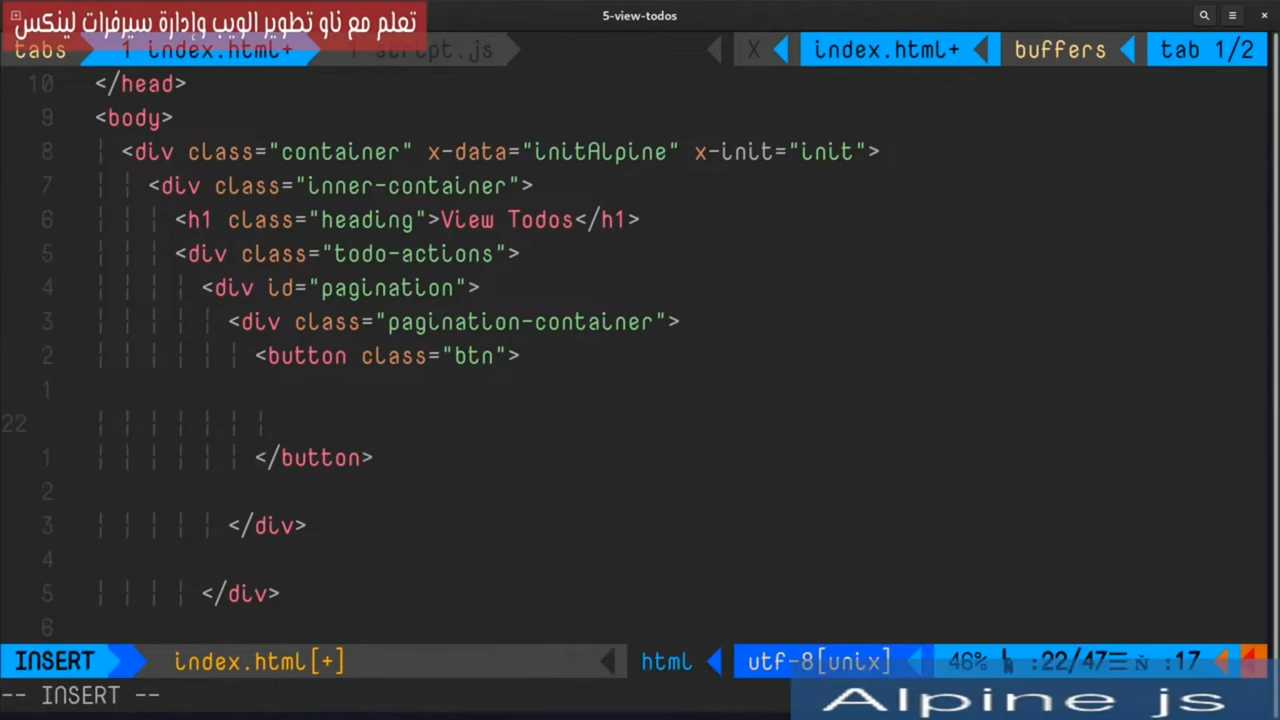 5-view-todos
تعلم مع ناو تطوير الويب وإدارة سيرفرات لينكس
tabs 1 index.html+ 1 script.js X index.html+ buffers tab 1/2
10 </head>
9 <body>
8 <div class="container" x-data="initAlpine" x-init="init">
7 <div class="inner-container">
6 <h1 class="heading">View Todos</h1>
5 <div class="todo-actions">
4 <div id="pagination">
3 <div class="pagination-container">
2 <button class="btn">
1
22
1 </button>
2
3 </div>
4
5 </div>
6
INSERT index.html[+] html utf-8[unix] 46% :22/47 :17
-- INSERT --
Alpine js